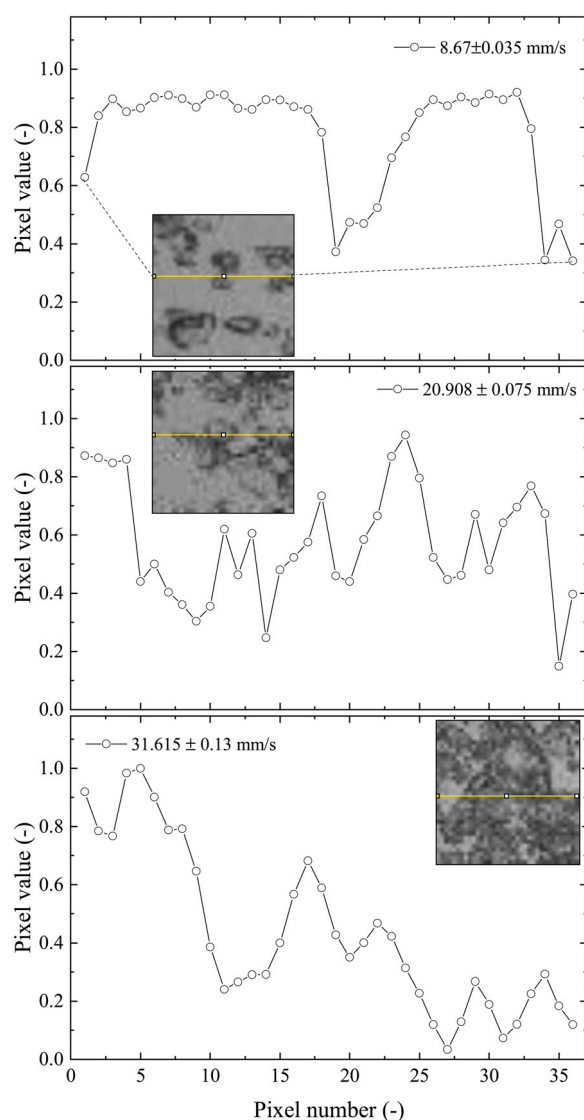 8.67±0.035 mm/s
Pixel value (-)
1.0
0.8
0.6
0.4
0.2
0.0
20.908 ± 0.075 mm/s
Pixel value (-)
1.0
0.8
0.6
0.4
0.2
0.0
31.615 ± 0.13 mm/s
Pixel value (-)
1.0
0.8
0.6
0.4
0.2
0.0
0 5 10 15 20 25 30 35
Pixel number (-)